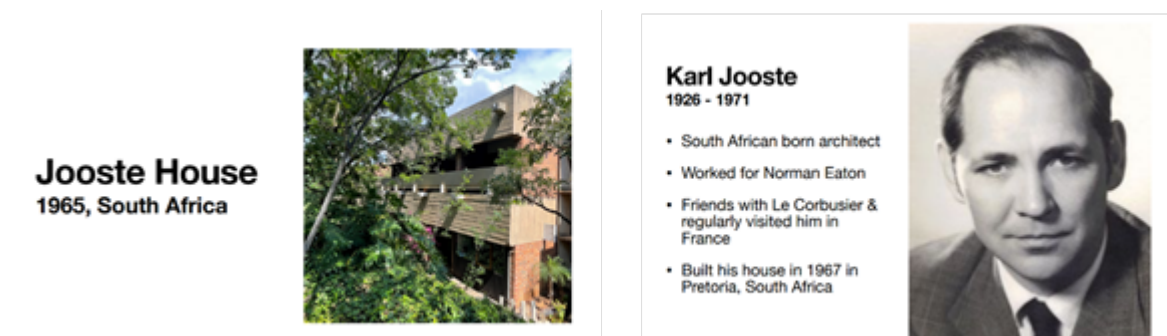 Jooste House
1965, South Africa
Karl Jooste
1926 - 1971
• South African born architect
• Worked for Norman Eaton
• Friends with Le Corbusier &
regularly visited him in
France
• Built his house in 1967 in
Pretoria, South Africa